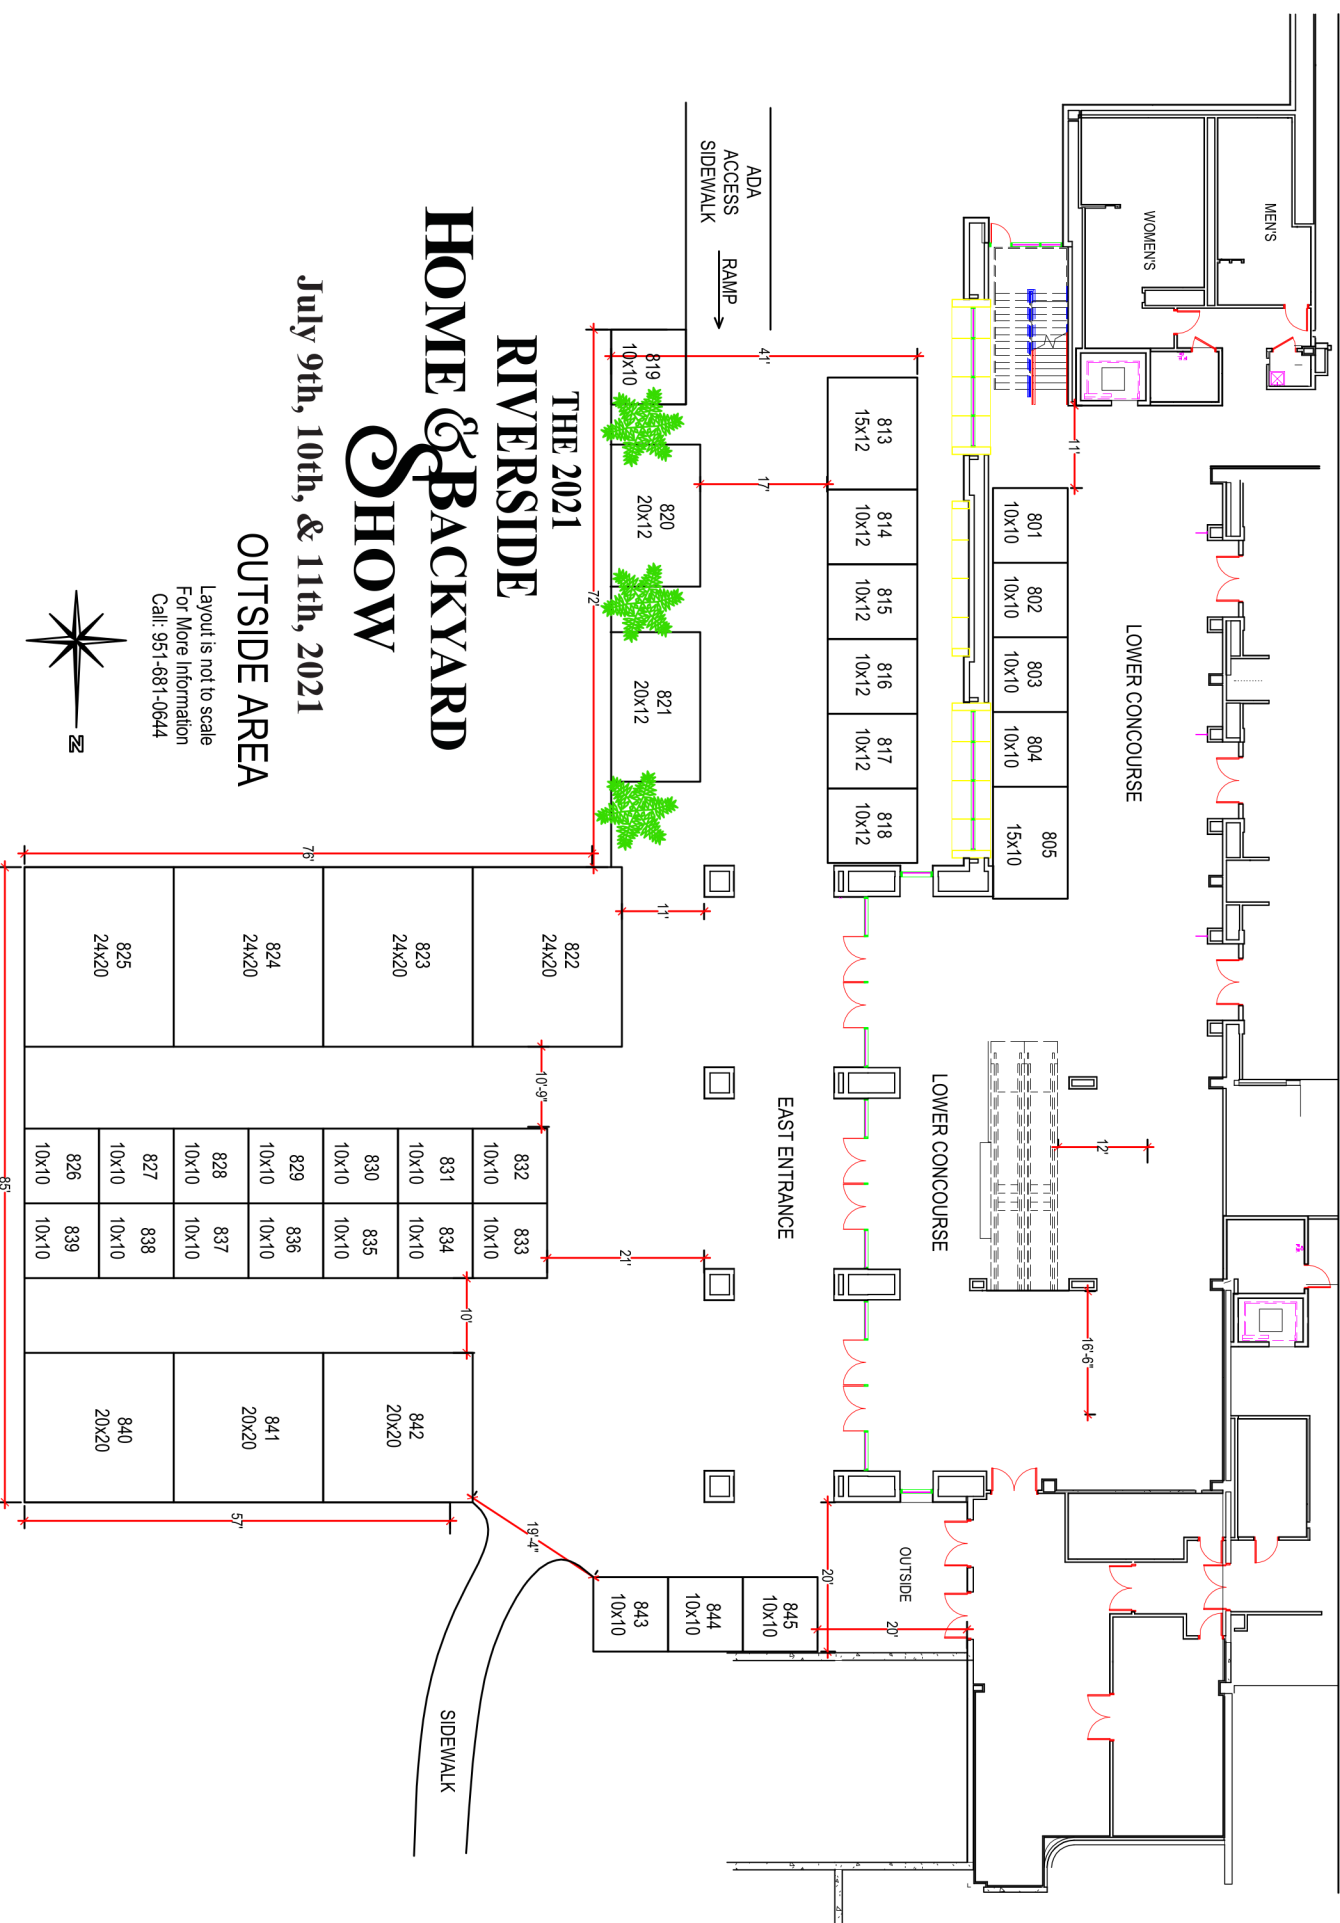 MEN'S
WOMEN'S
ADA
ACCESS
SIDEWALK
RAMP
11'
LOWER CONCOURSE
801
10x10
802
10x10
803
10x10
804
10x10
805
15x10
41'
813
15x12
814
10x12
815
10x12
816
10x12
817
10x12
818
10x12
17'
819
10x10
820
20x12
821
20x12
72'
THE 2021
RIVERSIDE
HOME & BACKYARD
SHOW
July 9th, 10th, & 11th, 2021
OUTSIDE AREA
Layout is not to scale
For More Information
Call: 951-681-0644
N
12'
16'-6"
LOWER CONCOURSE
EAST ENTRANCE
OUTSIDE
20'
20'
11'
76'
822
24x20
823
24x20
824
24x20
825
24x20
10'-9"
21'
832
10x10
831
10x10
830
10x10
829
10x10
828
10x10
827
10x10
826
10x10
833
10x10
834
10x10
835
10x10
836
10x10
837
10x10
838
10x10
839
10x10
10'
842
20x20
841
20x20
840
20x20
85'
57'
19'-4"
845
10x10
844
10x10
843
10x10
SIDEWALK